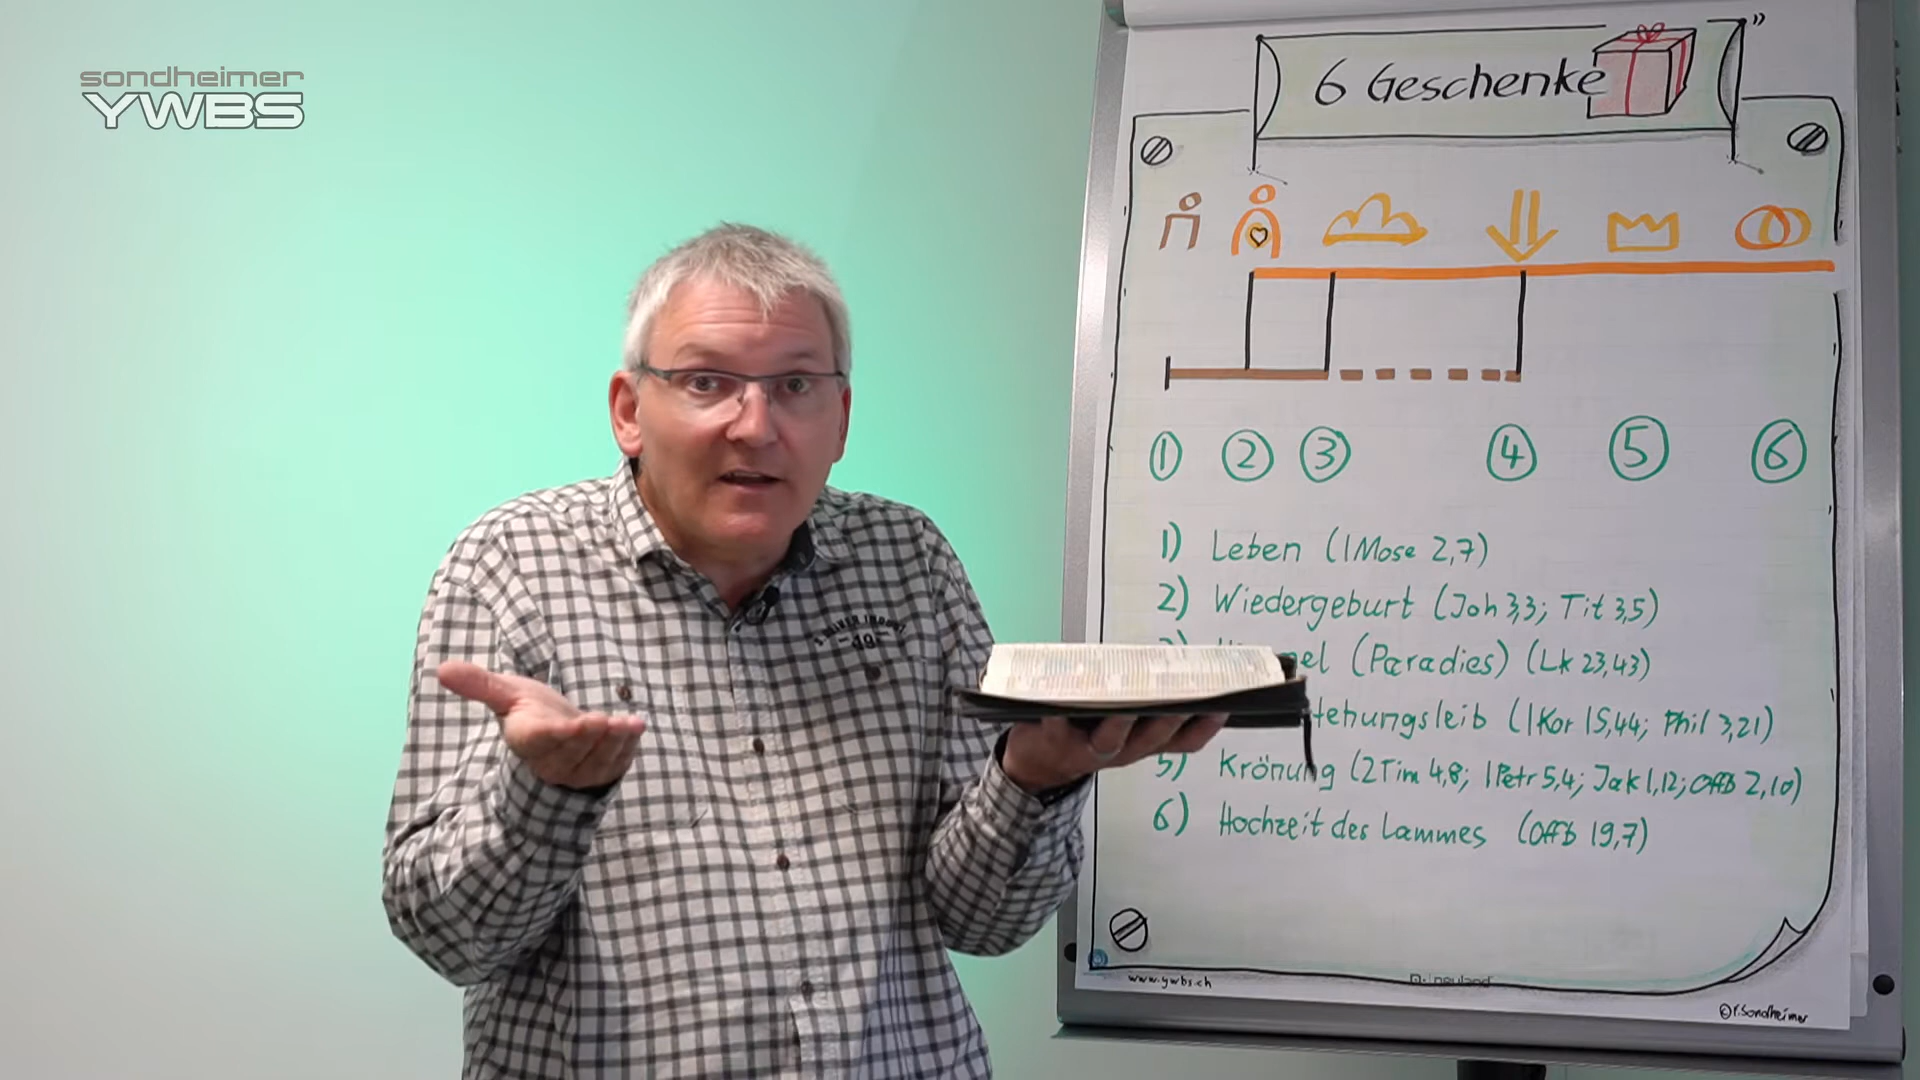 sondheimer
YWBS
6 Geschenke
1 2 3 4 5 6
1) Leben (1Mose 2,7)
2) Wiedergeburt (Joh 3,3; Tit 3,5)
(Paradies) (Lk 23,43)
tehungsleib (1Kor 15,44; Phil 3,21)
5) Krönung (2Tim 4,8; 1Petr 5,4; Jak 1,12; Offb 2,10)
6) Hochzeit des Lammes (Offb 19,7)
www.ywbs.ch
neuland